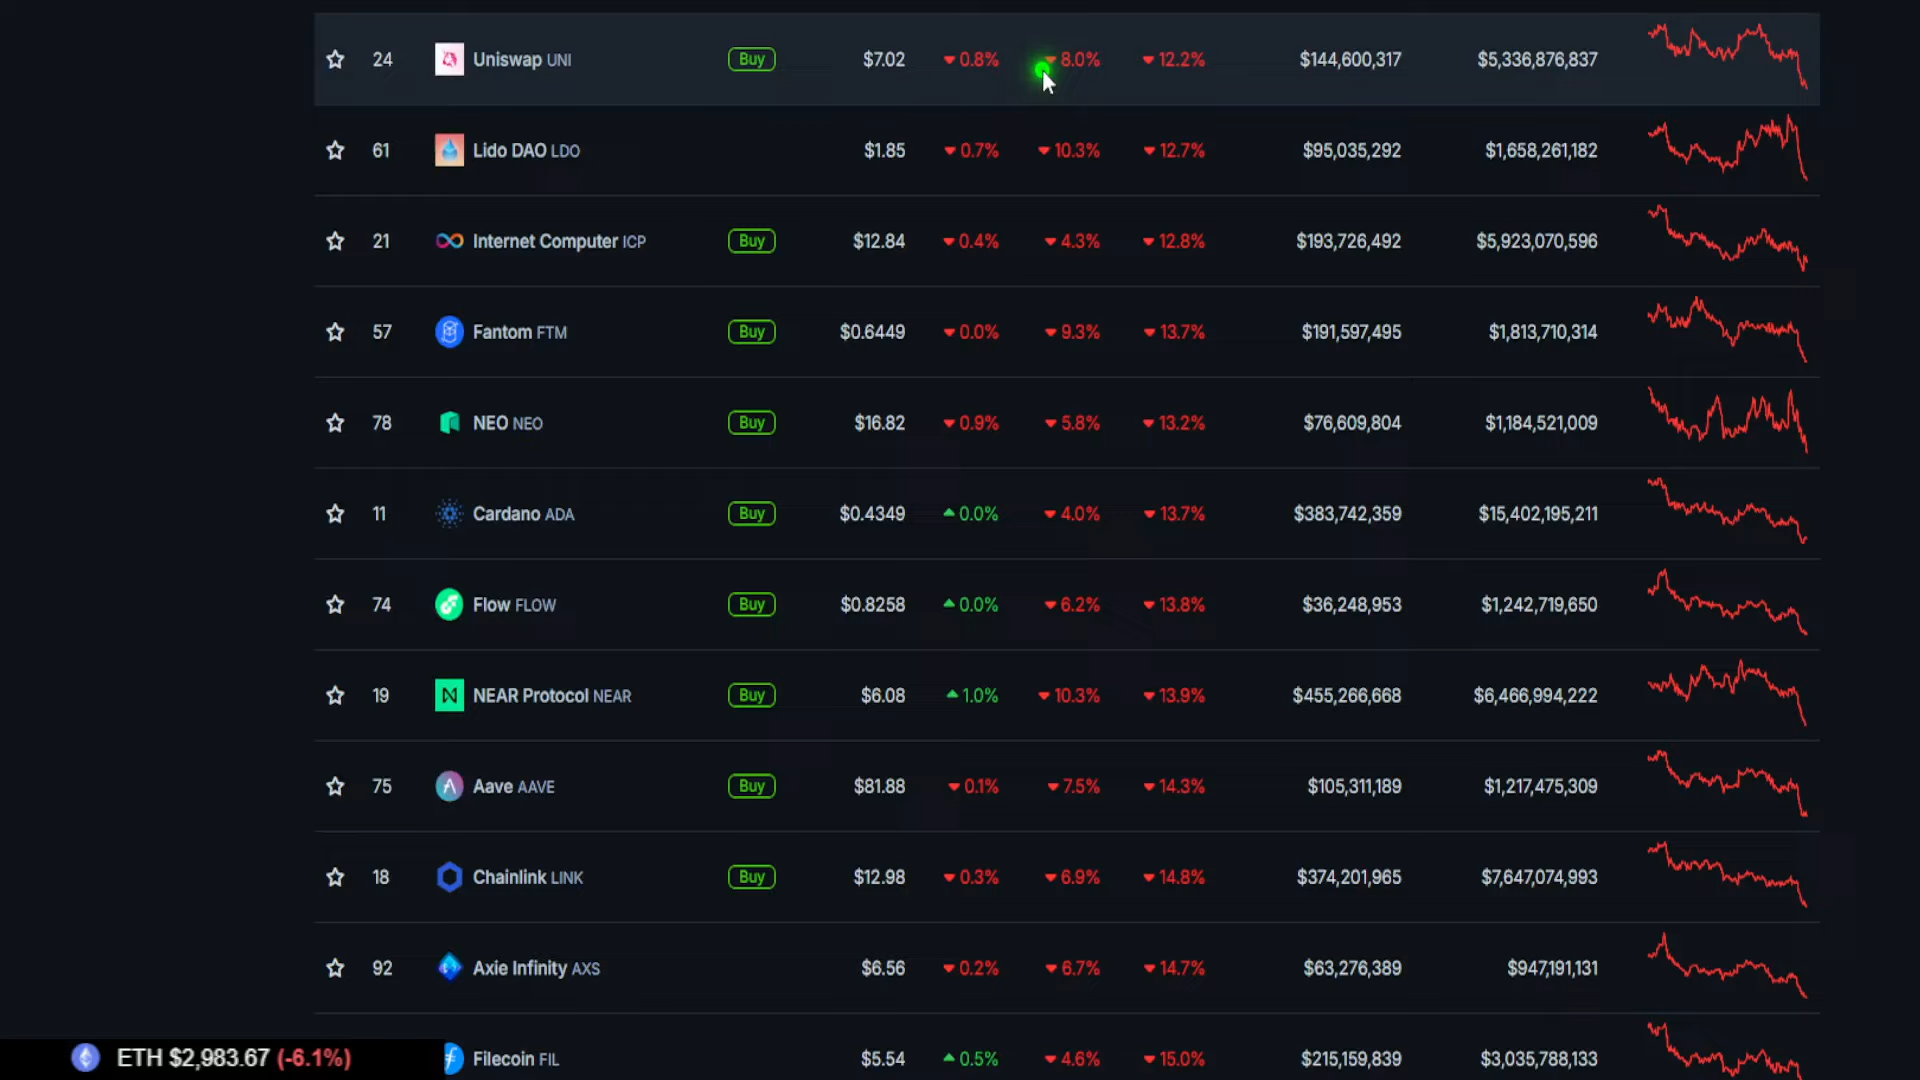 24 Uniswap UNI Buy $7.02 0.8% 8.0% 12.2% $144,600,317 $5,336,876,837
61 Lido DAO LDO $1.85 0.7% 10.3% 12.7% $95,035,292 $1,658,261,182
21 Internet Computer ICP Buy $12.84 0.4% 4.3% 12.8% $193,726,492 $5,923,070,596
57 Fantom FTM Buy $0.6449 0.0% 9.3% 13.7% $191,597,495 $1,813,710,314
78 NEO NEO Buy $16.82 0.9% 5.8% 13.2% $76,609,804 $1,184,521,009
11 Cardano ADA Buy $0.4349 0.0% 4.0% 13.7% $383,742,359 $15,402,195,211
74 Flow FLOW Buy $0.8258 0.0% 6.2% 13.8% $36,248,953 $1,242,719,650
19 NEAR Protocol NEAR Buy $6.08 1.0% 10.3% 13.9% $455,266,668 $6,466,994,222
75 Aave AAVE Buy $81.88 0.1% 7.5% 14.3% $105,311,189 $1,217,475,309
18 Chainlink LINK Buy $12.98 0.3% 6.9% 14.8% $374,201,965 $7,647,074,993
92 Axie Infinity AXS $6.56 0.2% 6.7% 14.7% $63,276,389 $947,191,131
Filecoin FIL $5.54 0.5% 4.6% 15.0% $215,159,839 $3,035,788,133
ETH $2,983.67 (-6.1%)